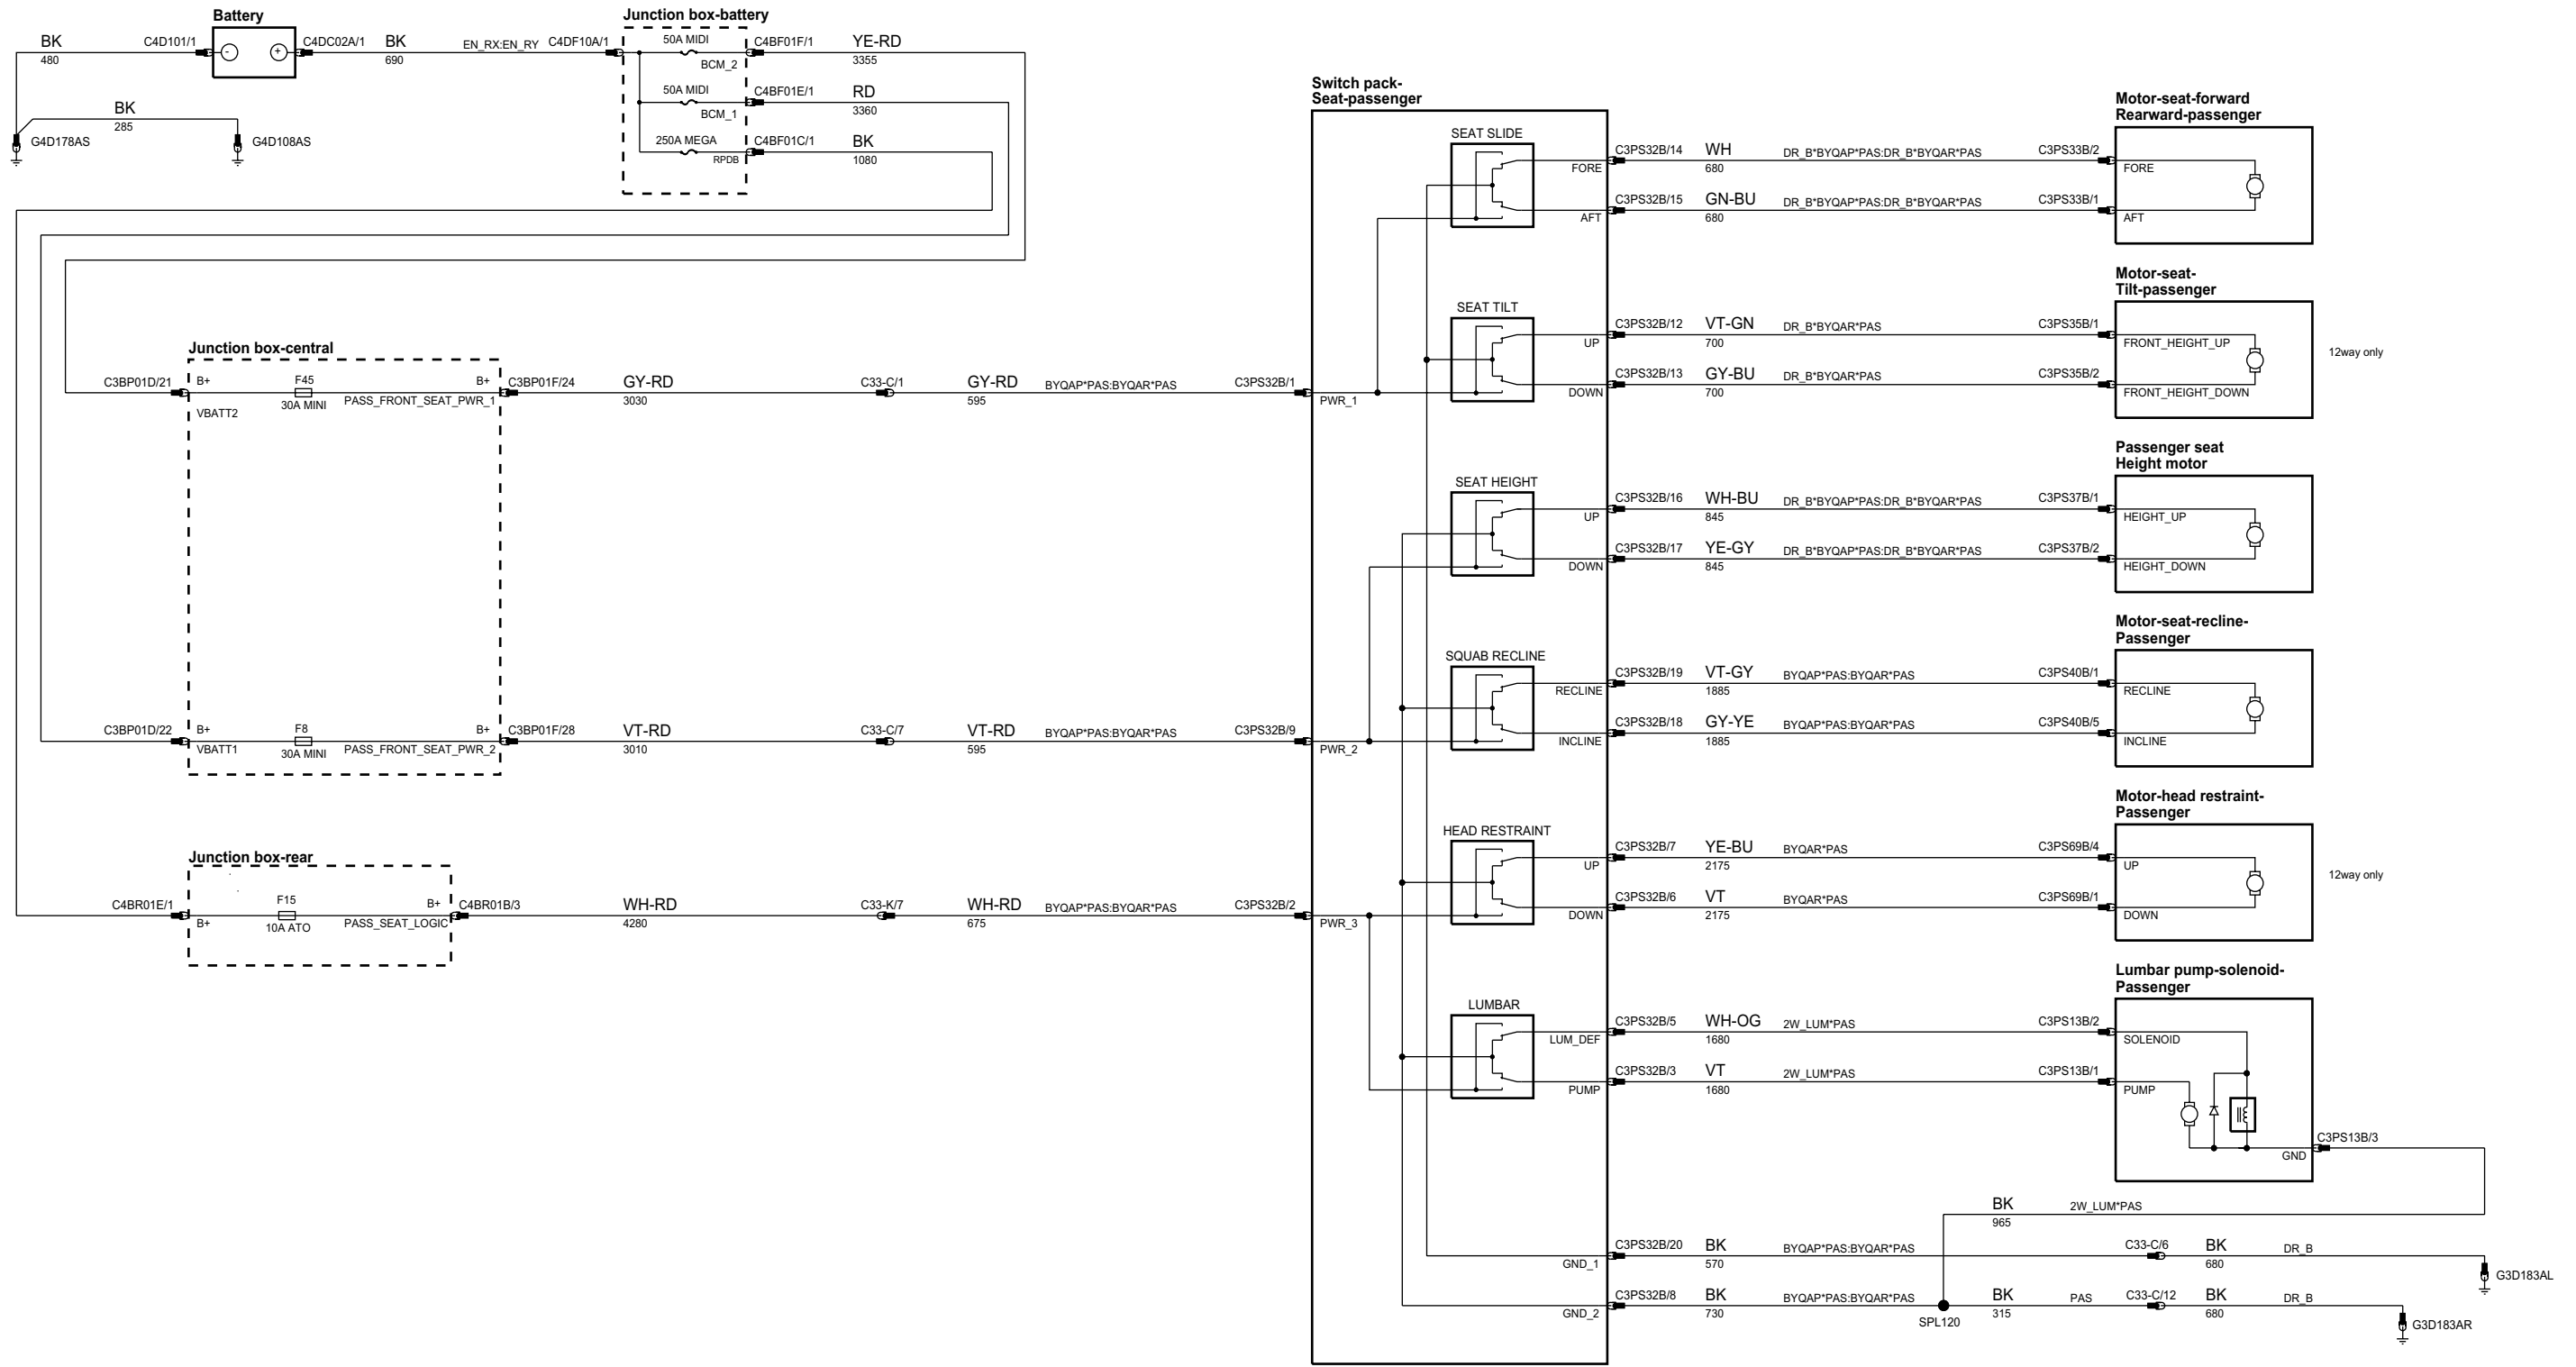 Battery
Junction box-battery
BK
480
C4D101/1
-
+
C4DC02A/1
BK
690
EN_RX:EN_RY
C4DF10A/1
50A MIDI
BCM_2
C4BF01F/1
YE-RD
3355
50A MIDI
BCM_1
C4BF01E/1
RD
3360
250A MEGA
RPDB
C4BF01C/1
BK
1080
BK
285
G4D178AS
G4D108AS
Junction box-central
C3BP01D/21
B+
VBATT2
F45
30A MINI
B+
PASS_FRONT_SEAT_PWR_1
C3BP01F/24
GY-RD
3030
C33-C/1
GY-RD
595
BYQAP*PAS:BYQAR*PAS
C3PS32B/1
PWR_1
C3BP01D/22
B+
VBATT1
F8
30A MINI
B+
PASS_FRONT_SEAT_PWR_2
C3BP01F/28
VT-RD
3010
C33-C/7
VT-RD
595
BYQAP*PAS:BYQAR*PAS
C3PS32B/9
PWR_2
Junction box-rear
C4BR01E/1
B+
F15
10A ATO
B+
PASS_SEAT_LOGIC
C4BR01B/3
WH-RD
4280
C33-K/7
WH-RD
675
BYQAP*PAS:BYQAR*PAS
C3PS32B/2
PWR_3
Switch pack-
Seat-passenger
SEAT SLIDE
FORE
C3PS32B/14
WH
680
DR_B*BYQAP*PAS:DR_B*BYQAR*PAS
C3PS33B/2
AFT
C3PS32B/15
GN-BU
680
DR_B*BYQAP*PAS:DR_B*BYQAR*PAS
C3PS33B/1
Motor-seat-forward
Rearward-passenger
FORE
AFT
SEAT TILT
UP
C3PS32B/12
VT-GN
700
DR_B*BYQAR*PAS
C3PS35B/1
DOWN
C3PS32B/13
GY-BU
700
DR_B*BYQAR*PAS
C3PS35B/2
Motor-seat-
Tilt-passenger
FRONT_HEIGHT_UP
FRONT_HEIGHT_DOWN
12way only
SEAT HEIGHT
UP
C3PS32B/16
WH-BU
845
DR_B*BYQAP*PAS:DR_B*BYQAR*PAS
C3PS37B/1
DOWN
C3PS32B/17
YE-GY
845
DR_B*BYQAP*PAS:DR_B*BYQAR*PAS
C3PS37B/2
Passenger seat
Height motor
HEIGHT_UP
HEIGHT_DOWN
SQUAB RECLINE
RECLINE
C3PS32B/19
VT-GY
1885
BYQAP*PAS:BYQAR*PAS
C3PS40B/1
INCLINE
C3PS32B/18
GY-YE
1885
BYQAP*PAS:BYQAR*PAS
C3PS40B/5
Motor-seat-recline-
Passenger
RECLINE
INCLINE
HEAD RESTRAINT
UP
C3PS32B/7
YE-BU
2175
BYQAR*PAS
C3PS69B/4
DOWN
C3PS32B/6
VT
2175
BYQAR*PAS
C3PS69B/1
Motor-head restraint-
Passenger
UP
DOWN
12way only
LUMBAR
LUM_DEF
C3PS32B/5
WH-OG
1680
2W_LUM*PAS
C3PS13B/2
PUMP
C3PS32B/3
VT
1680
2W_LUM*PAS
C3PS13B/1
Lumbar pump-solenoid-
Passenger
SOLENOID
PUMP
GND
C3PS13B/3
BK
965
2W_LUM*PAS
GND_1
C3PS32B/20
BK
570
BYQAP*PAS:BYQAR*PAS
C33-C/6
BK
680
DR_B
G3D183AL
GND_2
C3PS32B/8
BK
730
BYQAP*PAS:BYQAR*PAS
SPL120
BK
315
PAS
C33-C/12
BK
680
DR_B
G3D183AR